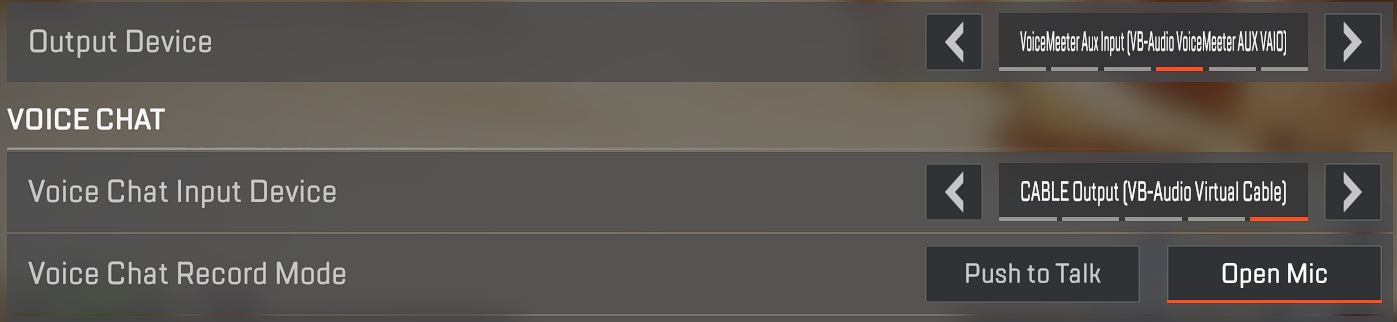 Output Device
VoiceMeeter Aux Input (VB-Audio VoiceMeeter AUX VAIO)
VOICE CHAT
Voice Chat Input Device
CABLE Output (VB-Audio Virtual Cable)
Voice Chat Record Mode
Push to Talk
Open Mic